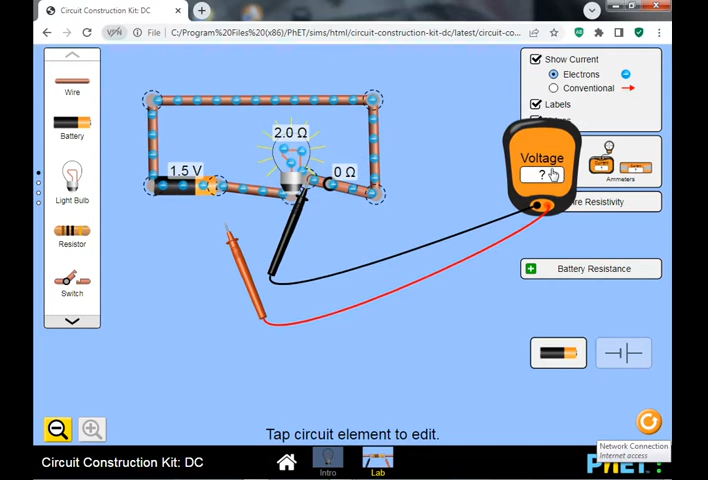 Circuit Construction Kit: DC
File
C:/Program Files (x86)/PhET/sims/html/circuit-construction-kit-dc/latest/circuit-co...
VPN
Wire
Battery
Light Bulb
Resistor
Switch
2.0 Ω
1.5 V
0 Ω
Show Current
Electrons
Conventional
Labels
Voltage
?
Ammeters
re Resistivity
Battery Resistance
Tap circuit element to edit.
Network Connection
Internet access
Circuit Construction Kit: DC
Intro
Lab
PhET